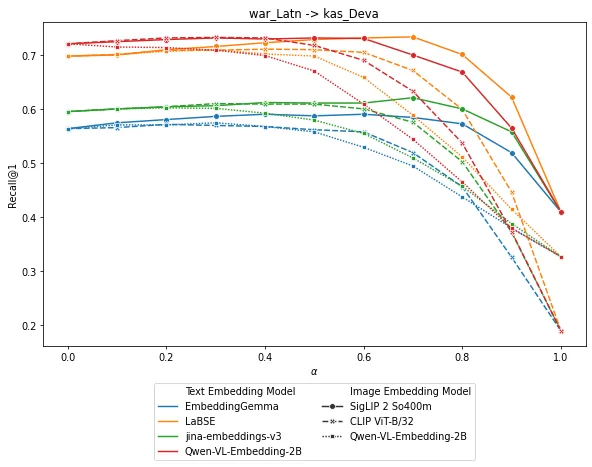 war_Latn -> kas_Deva
Recall@1
0.7
0.6
0.5
0.4
0.3
0.2
0.0 0.2 0.4 0.6 0.8 1.0
α
Text Embedding Model
EmbeddingGemma
LaBSE
jina-embeddings-v3
Qwen-VL-Embedding-2B
Image Embedding Model
SigLIP 2 So400m
CLIP ViT-B/32
Qwen-VL-Embedding-2B